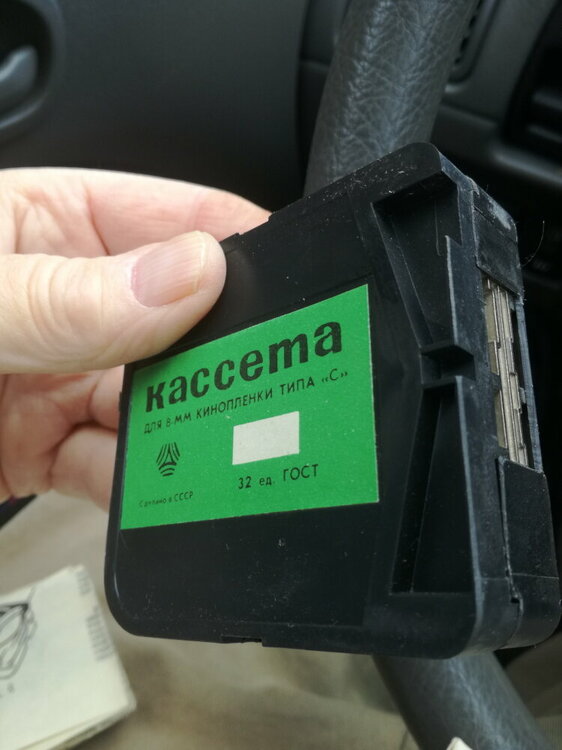 кассета
ДЛЯ 8 ММ КИНОПЛЕНКИ ТИПА «С»
32 ед. ГОСТ
Сделано в СССР